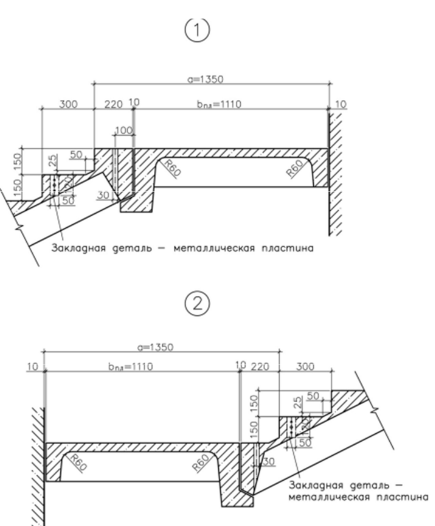 1
a=1350
300 220 10 bпл=1110 10
100
150 25 50
R60 R60
150
50 30
Закладная деталь – металлическая пластина
2
a=1350
10 bпл=1110 10 220 300
150 25 50
150
50
R60 R60 30
Закладная деталь –
металлическая пластина